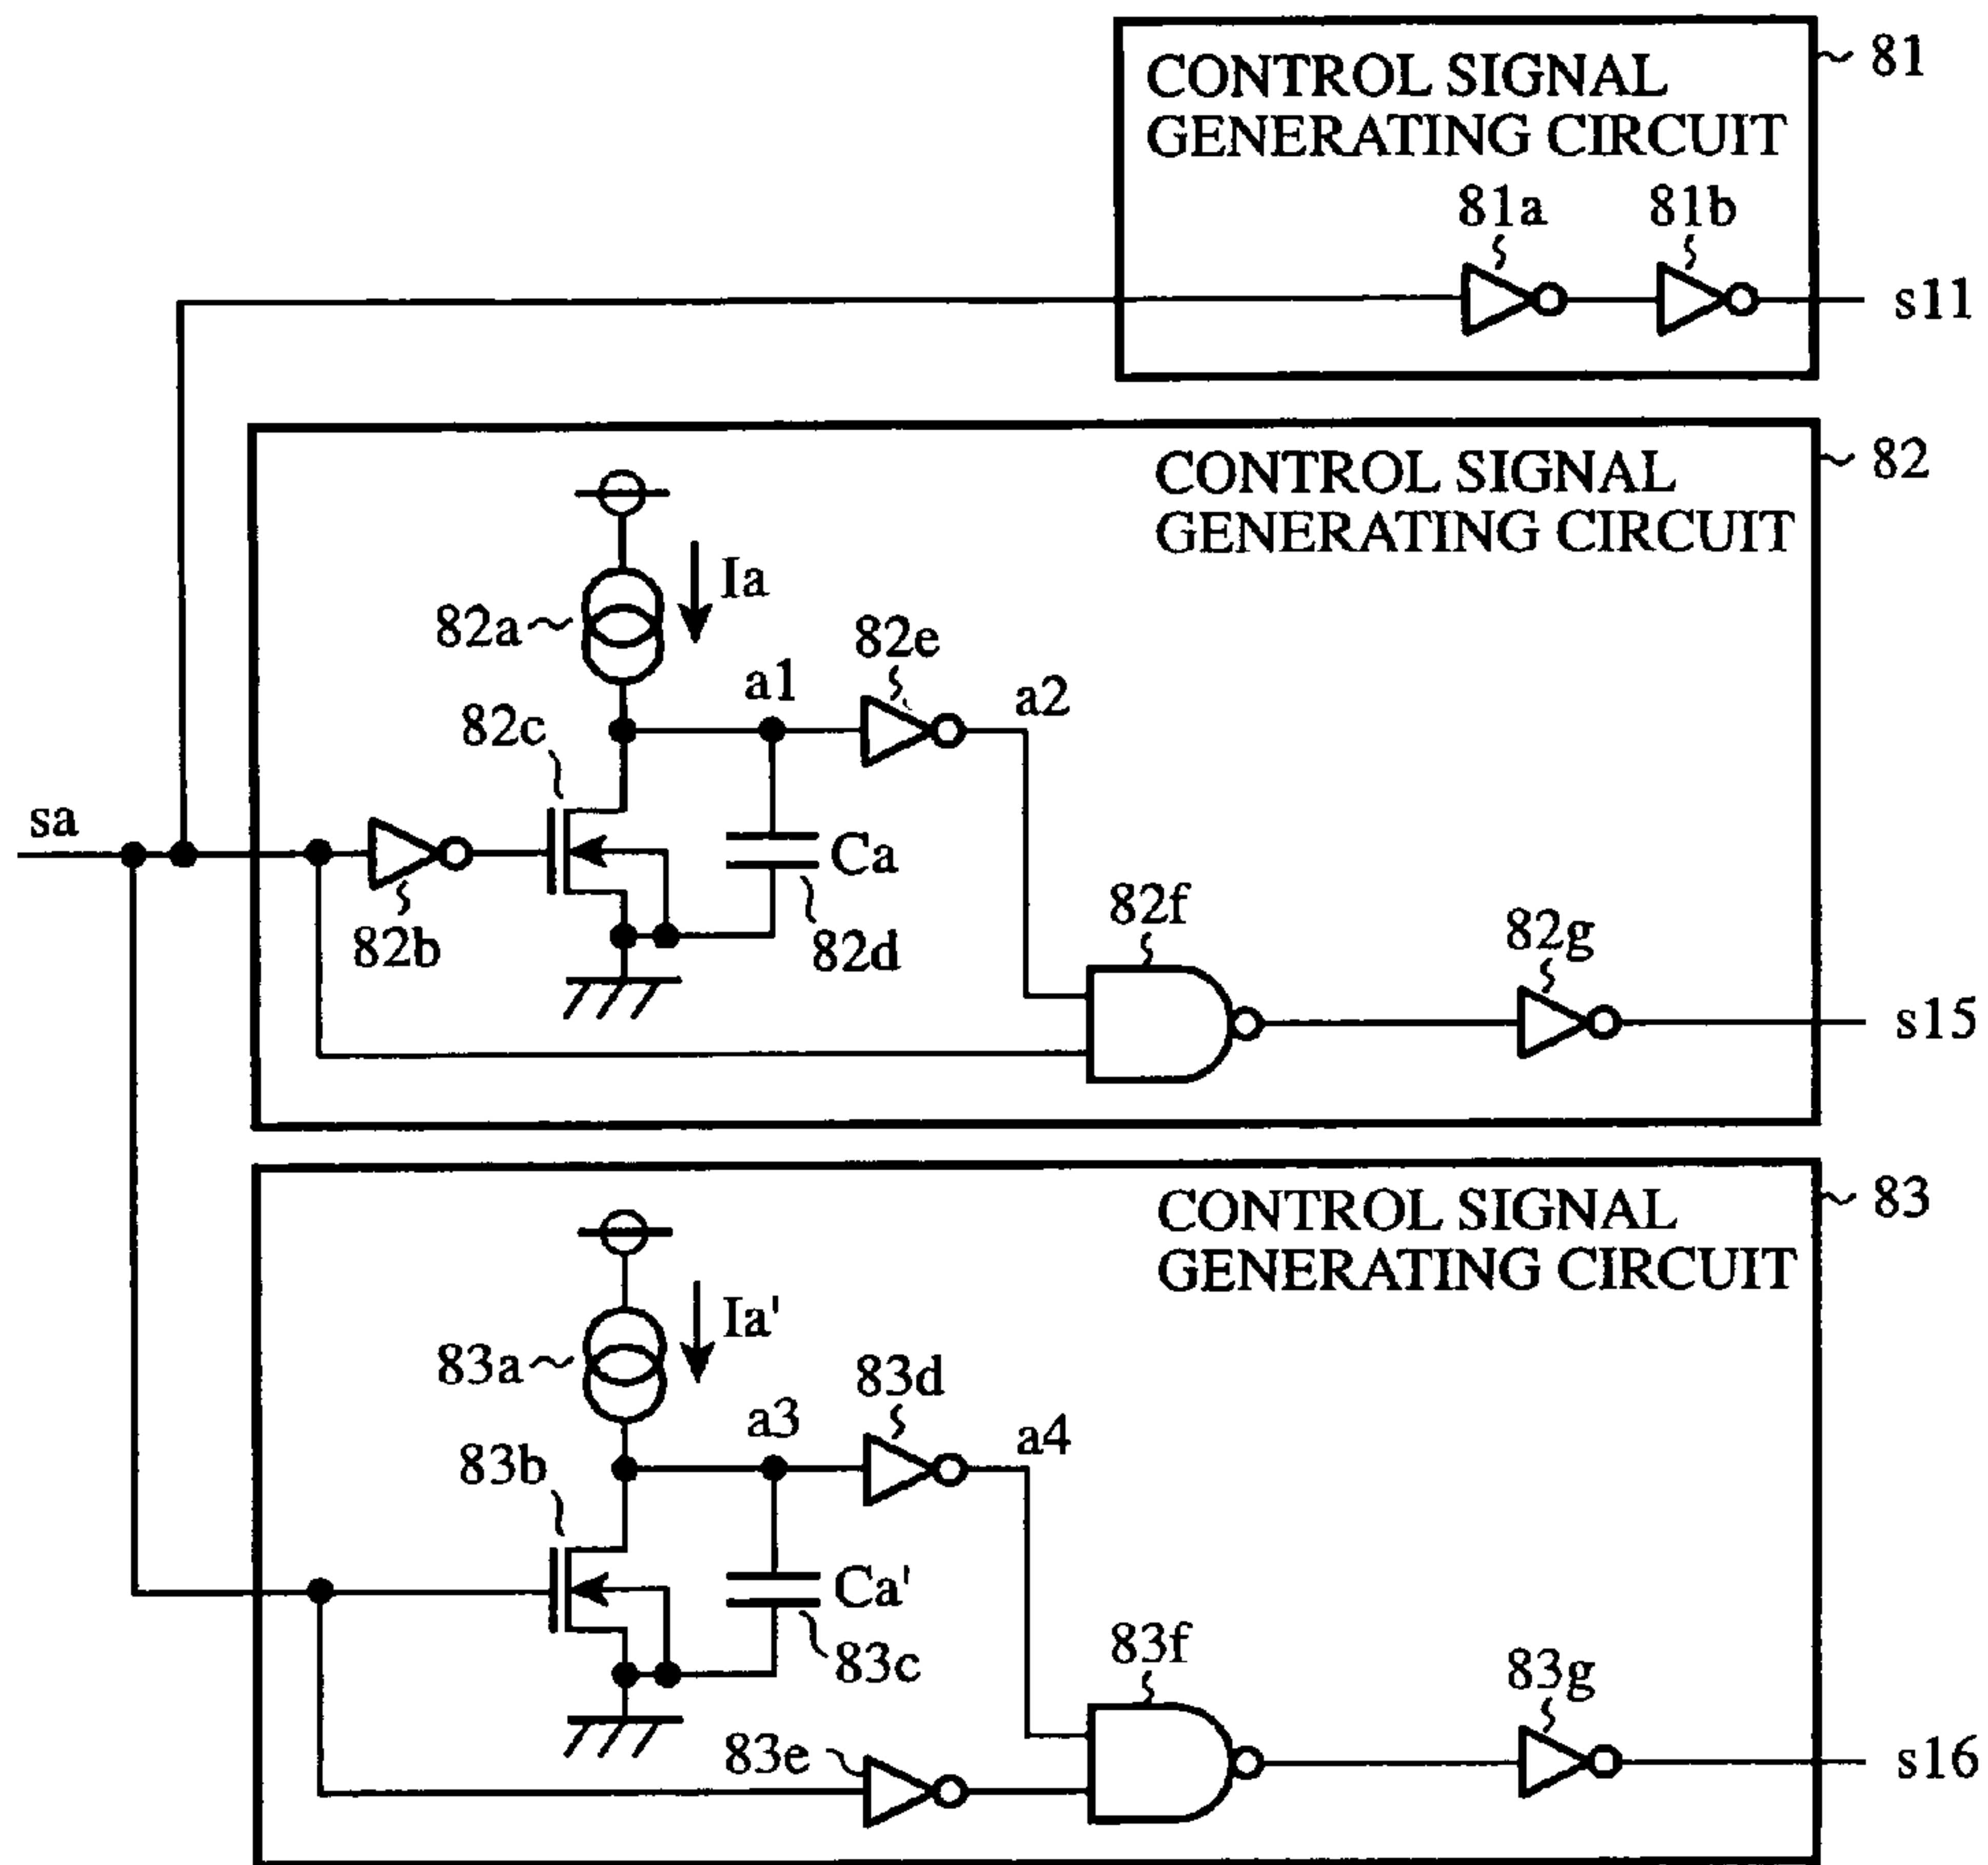 81
CONTROL SIGNAL
GENERATING CIRCUIT
81a
81b
s11
82
CONTROL SIGNAL
GENERATING CIRCUIT
Ia
82a
82e
a1
a2
82c
sa
Ca
82b
82d
82f
82g
s15
83
CONTROL SIGNAL
GENERATING CIRCUIT
Ia'
83a
83d
a3
a4
83b
Ca'
83c
83f
83g
83e
s16